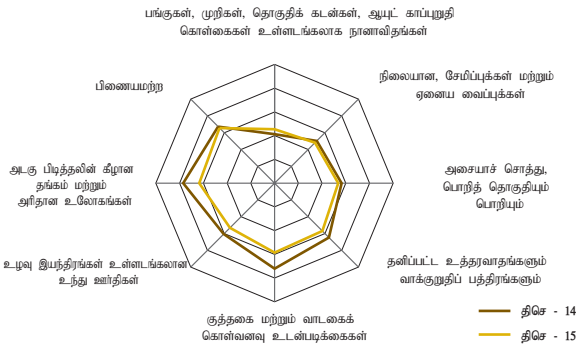 பங்குகள், முறிகள், தொகுதிக் கடன்கள், ஆயுட் காப்புறுதி
கொள்கைகள் உள்ளடங்கலாக நானாவிதங்கள்
நிலையான, சேமிப்புக்கள் மற்றும்
ஏனைய வைப்புக்கள்
அசையாச் சொத்து,
பொறித் தொகுதியும்
பொறியும்
தனிப்பட்ட உத்தரவாதங்களும்
வாக்குறுதிப் பத்திரங்களும்
குத்தகை மற்றும் வாடகைக்
கொள்வனவு உடன்படிக்கைகள்
உழவு இயந்திரங்கள் உள்ளடங்கலான
உந்து ஊர்திகள்
அடகு பிடித்தலின் கீழான
தங்கம் மற்றும்
அரிதான உலோகங்கள்
பிணையமற்ற
திசெ - 14
திசெ - 15